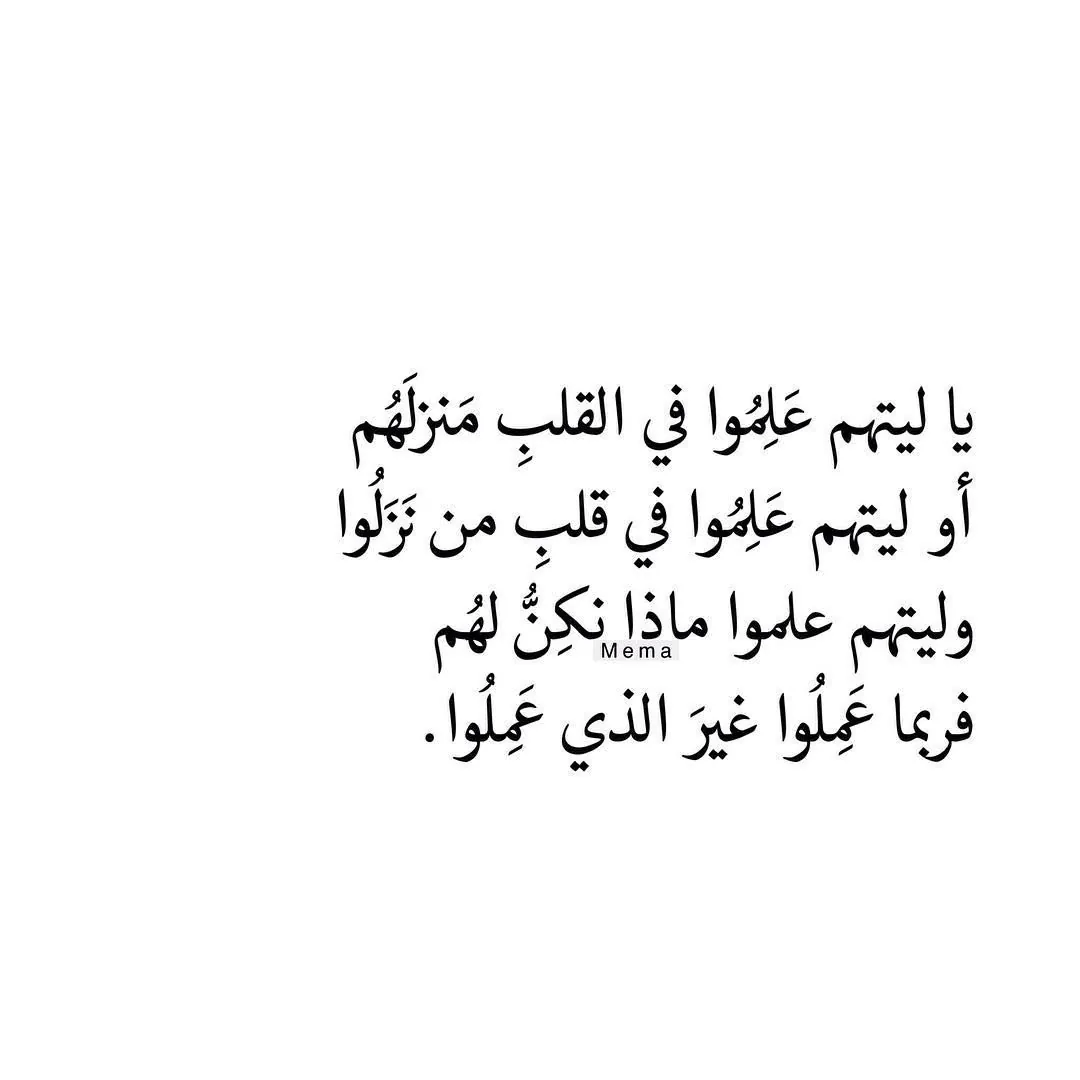 يا ليتهم عَلِمُوا في القلبِ مَنزلَهُم
أو ليتهم عَلِمُوا في قلبِ من نَزَلُوا
وليتهم علموا ماذا نكِنُّ لهُم
Mema
فربما عَمِلُوا غيرَ الذي عَمِلُوا.